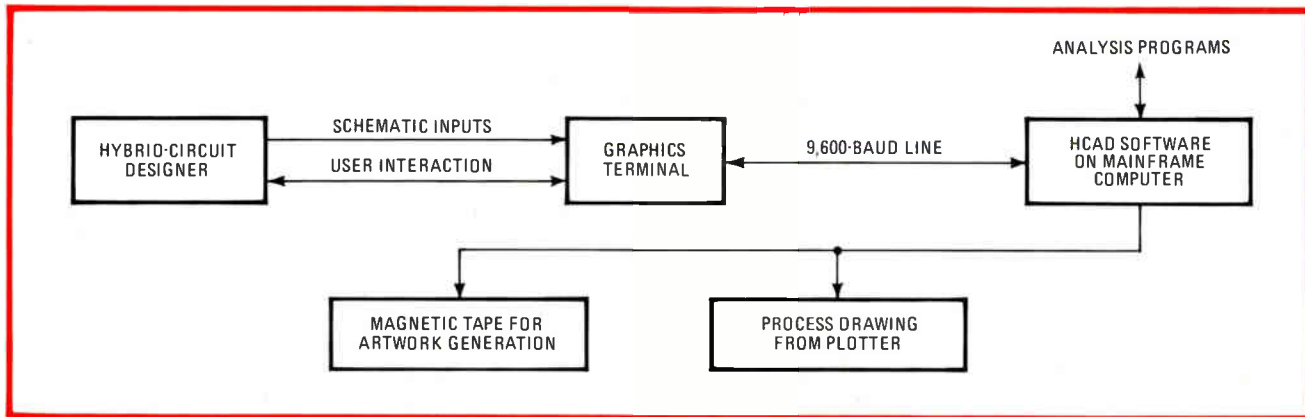 ANALYSIS PROGRAMS
HYBRIO-CIRCUIT
DESIGNER
SCHEMATIC INPUTS
USER INTERACTION
GRAPHICS
TERMINAL
9,600-BAUD LINE
HCAD SOFTWARE
ON MAINFRAME
COMPUTER
MAGNETIC TAPE FOR
ARTWORK GENERATION
PROCESS DRAWING
FROM PLOTTER